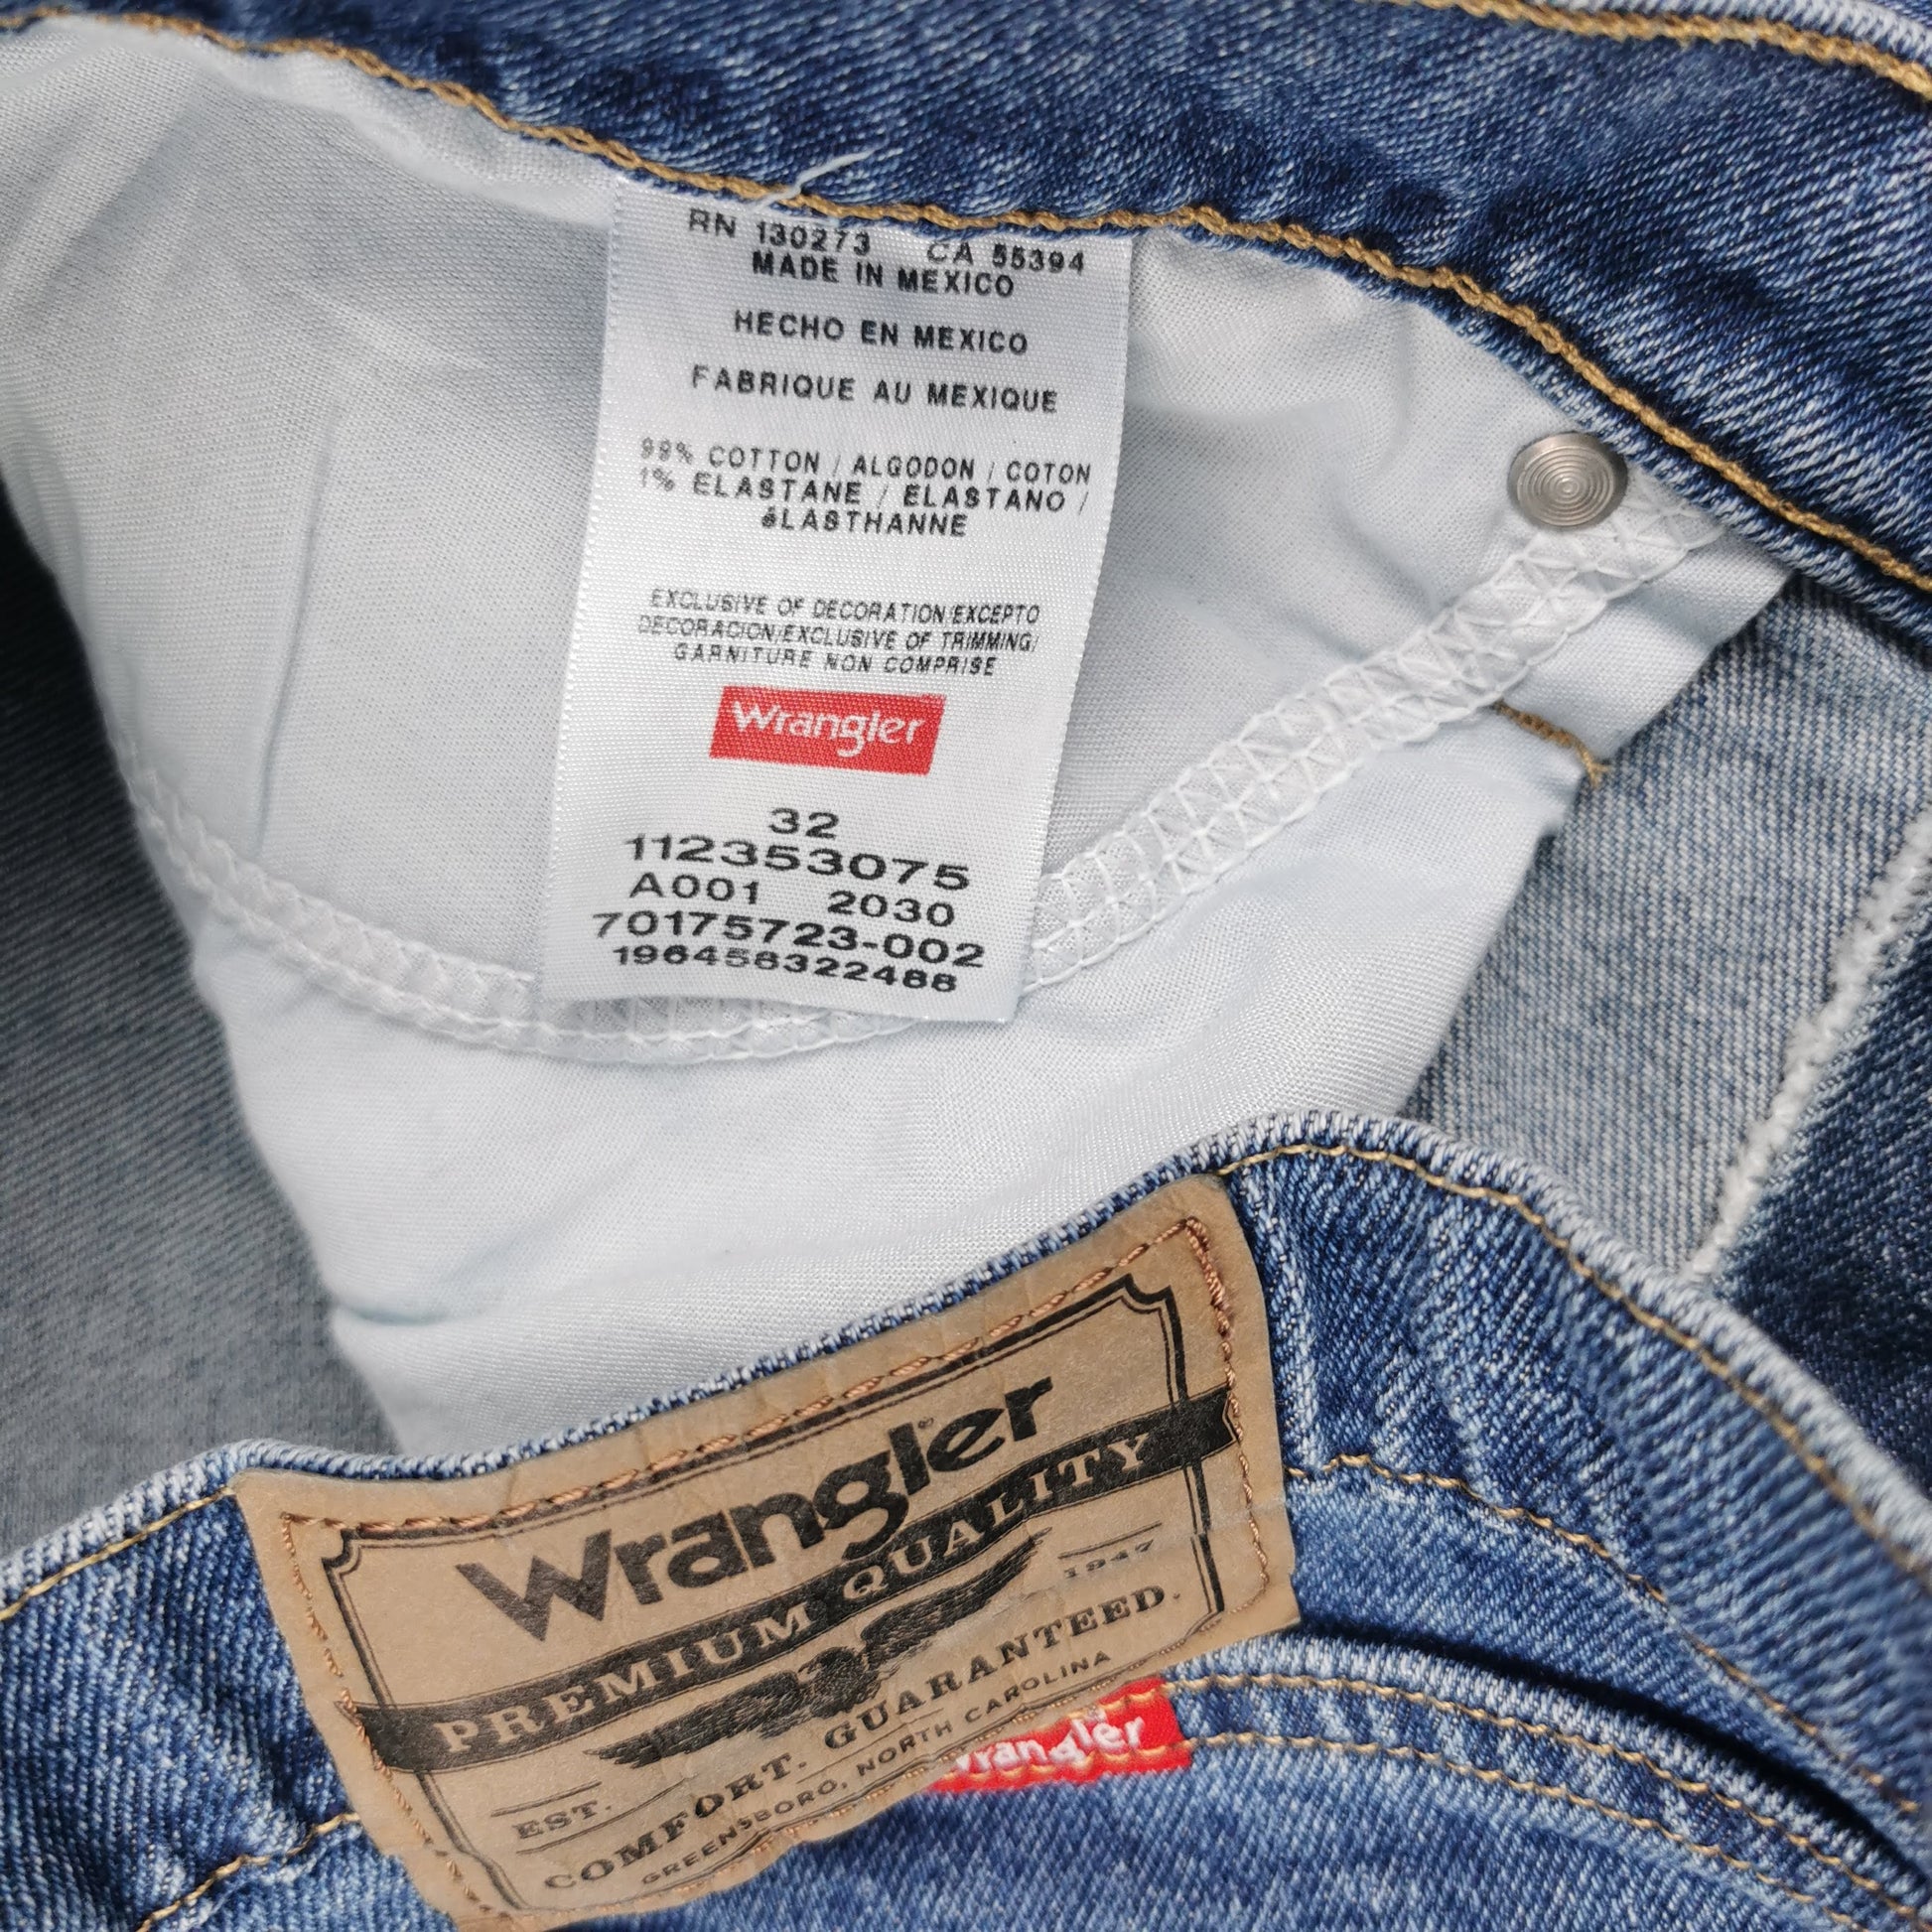 RN 130273 CA 55394
MADE IN MEXICO
HECHO EN MEXICO
FABRIQUE AU MEXIQUE
99% COTTON / ALGODON / COTON
1% ELASTANE / ELASTANO /
éLASTHANNE
EXCLUSIVE OF DECORATION/EXCEPTO
DECORACION/EXCLUSIVE OF TRIMMING/
GARNITURE NON COMPRISE
Wrangler
32
112353075
A001 2030
70175723-002
196458322488
Wrangler
PREMIUM QUALITY
EST. 1947
COMFORT. GUARANTEED.
GREENSBORO, NORTH CAROLINA
Wrangler